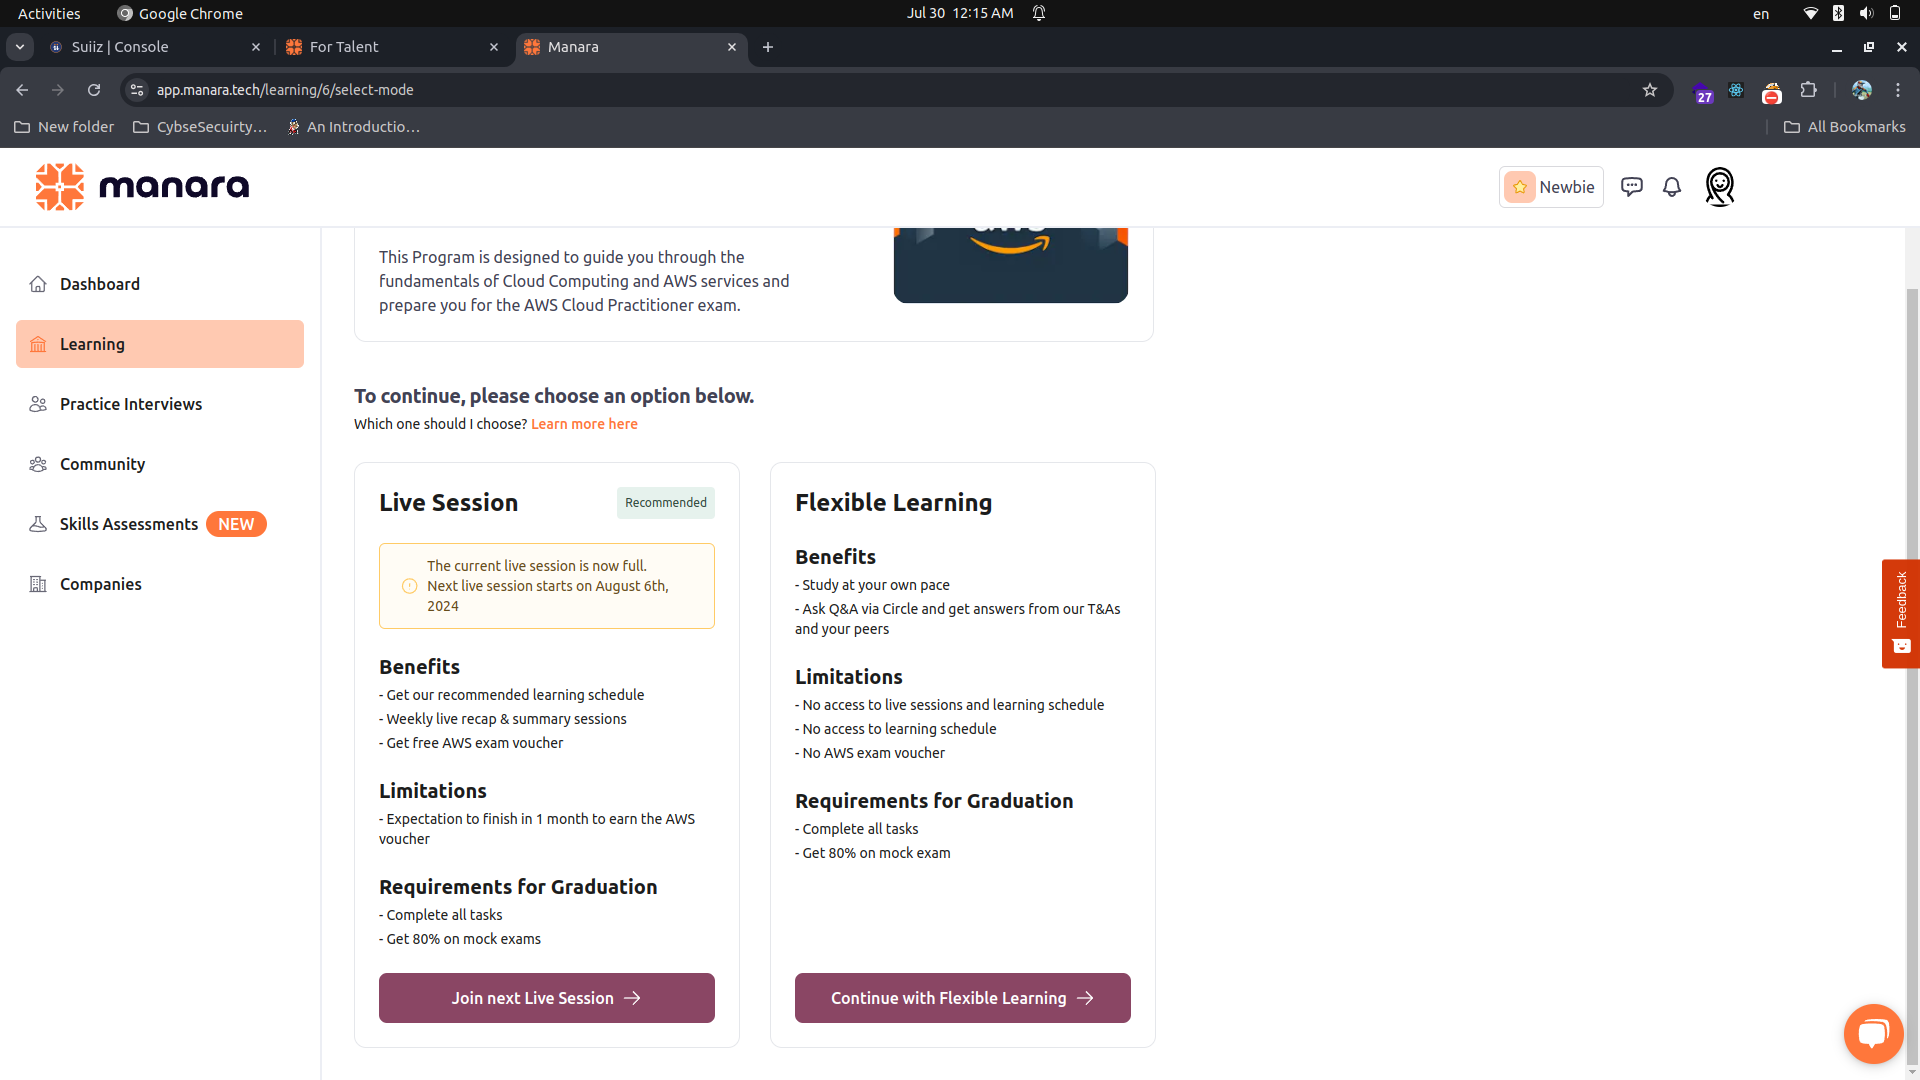 Activities
Google Chrome
Jul 30 12:15 AM
en
Suiiz | Console
For Talent
Manara
app.manara.tech/learning/6/select-mode
27
New folder
CybseSecuirty…
An Introductio…
All Bookmarks
manara
Newbie
Dashboard
Learning
Practice Interviews
Community
Skills Assessments NEW
Companies
This Program is designed to guide you through the
fundamentals of Cloud Computing and AWS services and
prepare you for the AWS Cloud Practitioner exam.
aws
To continue, please choose an option below.
Which one should I choose? Learn more here
Live Session
Recommended
The current live session is now full.
Next live session starts on August 6th,
2024
Benefits
- Get our recommended learning schedule
- Weekly live recap & summary sessions
- Get free AWS exam voucher
Limitations
- Expectation to finish in 1 month to earn the AWS
voucher
Requirements for Graduation
- Complete all tasks
- Get 80% on mock exams
Join next Live Session
Flexible Learning
Benefits
- Study at your own pace
- Ask Q&A via Circle and get answers from our T&As
and your peers
Limitations
- No access to live sessions and learning schedule
- No access to learning schedule
- No AWS exam voucher
Requirements for Graduation
- Complete all tasks
- Get 80% on mock exam
Continue with Flexible Learning
Feedback